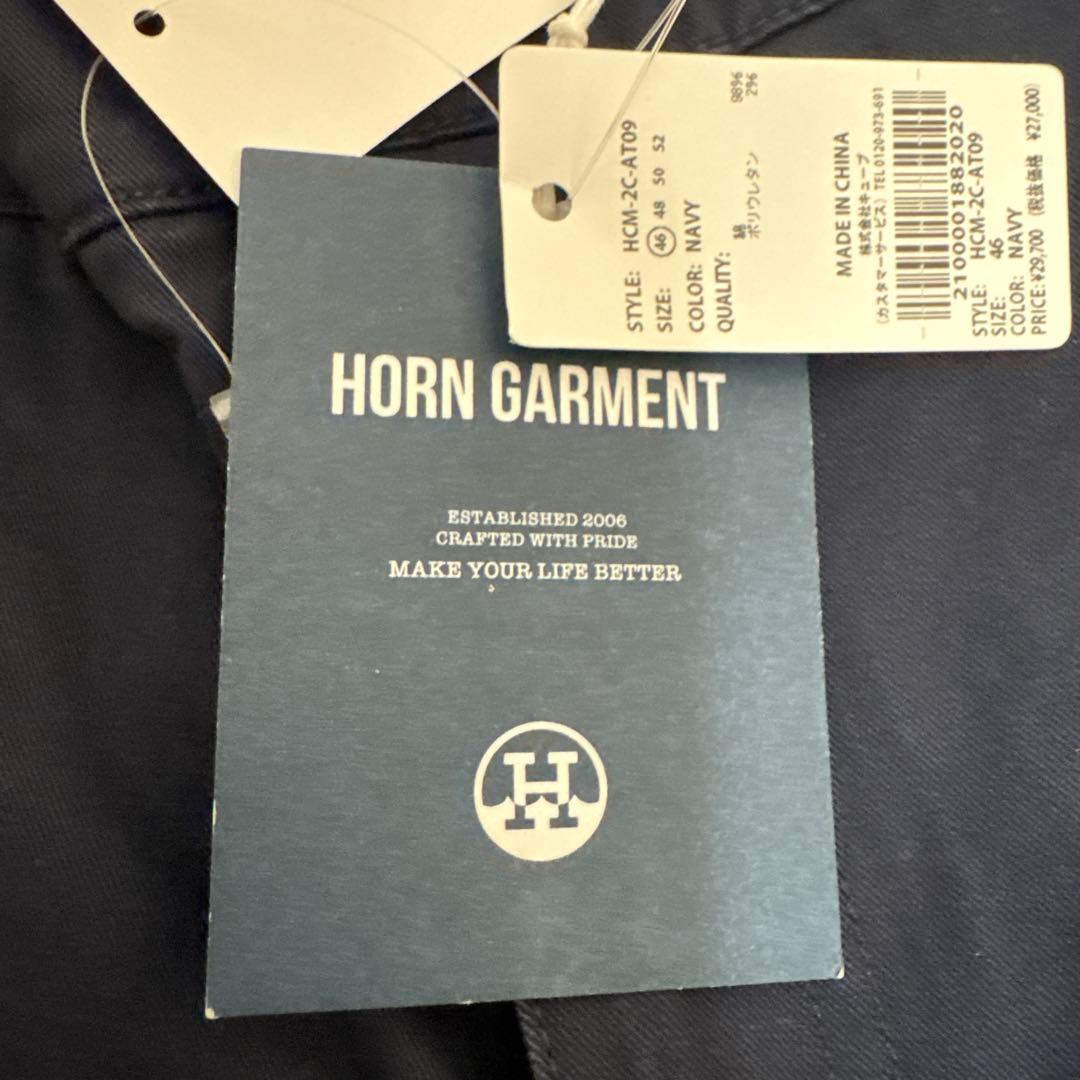 HORN GARMENT
ESTABLISHED 2006
CRAFTED WITH PRIDE
MAKE YOUR LIFE BETTER
H
STYLE: HCM-2C-AT09
SIZE: 46 48 50 52
COLOR: NAVY
QUALITY:
綿 98%
ポリウレタン 2%
MADE IN CHINA
株式会社キューブ
(カスタマーサービス) TEL 0120-973-691
2100001882020
STYLE: HCM-2C-AT09
SIZE: 46
COLOR: NAVY
PRICE: ¥29,700 (税抜価格 ¥27,000)